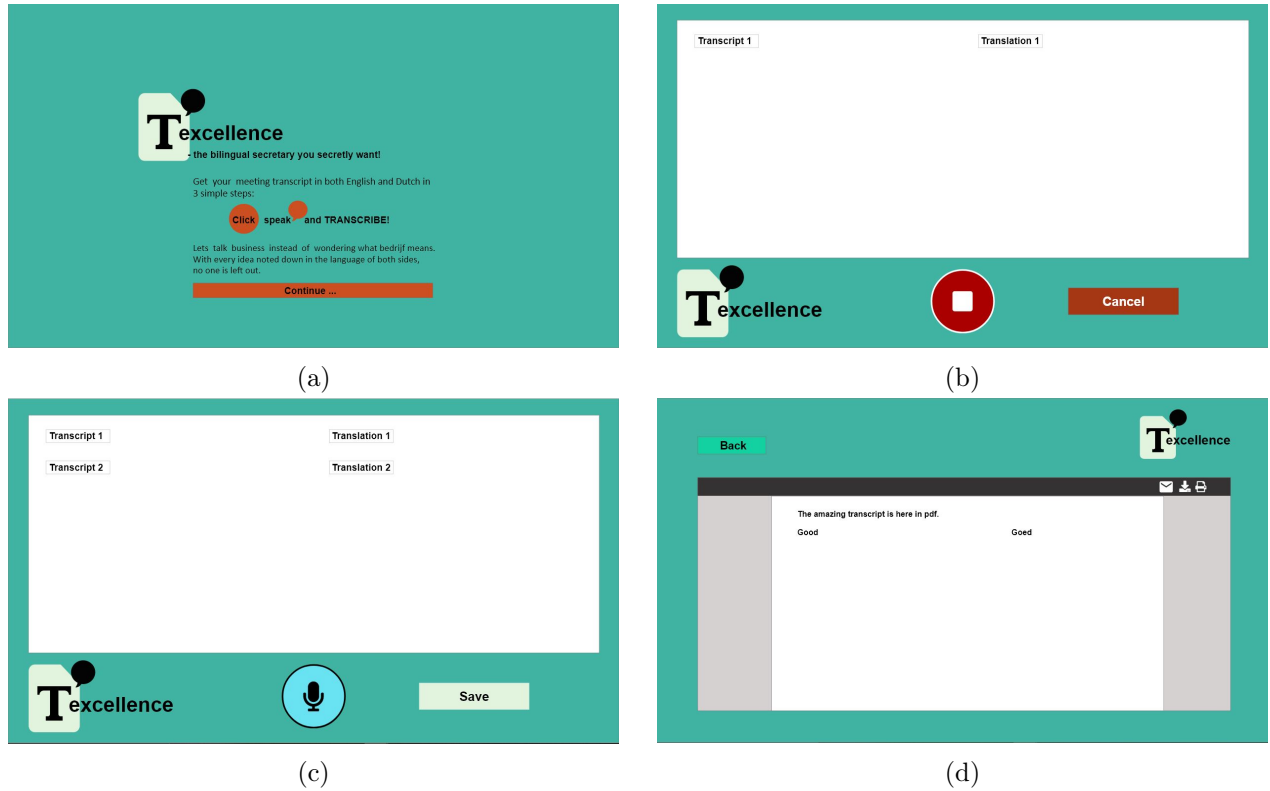 Texcellence
- the bilingual secretary you secretly want!
Get your meeting transcript in both English and Dutch in
3 simple steps:
Click speak and TRANSCRIBE!
Lets talk business instead of wondering what bedrijf means.
With every idea noted down in the language of both sides,
no one is left out.
Continue ...
(a)
Transcript 1 Translation 1
Texcellence
Cancel
(b)
Transcript 1 Translation 1
Transcript 2 Translation 2
Texcellence
Save
(c)
Back
Texcellence
The amazing transcript is here in pdf.
Good Goed
(d)